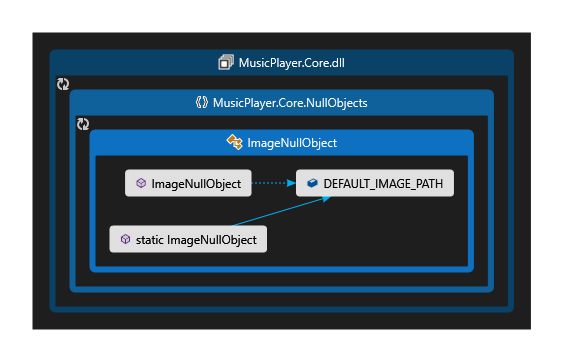 MusicPlayer.Core.dll
MusicPlayer.Core.NullObjects
ImageNullObject
ImageNullObject
DEFAULT_IMAGE_PATH
static ImageNullObject